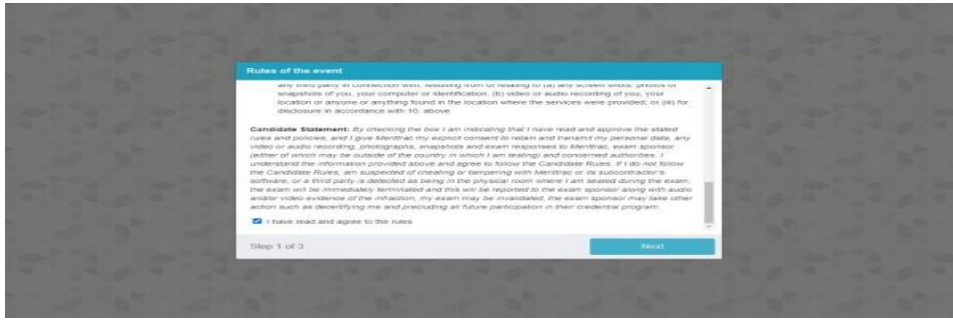 Rules of the event
any third party in connection with, resulting from or relating to (a) any screen shots, photos or
snapshots of you, your computer or identification; (b) video or audio recording of you, your
location or anyone or anything found in the location where the services were provided; or (iii) for
disclosure in accordance with 10. above.
Candidate Statement: By checking the box I am indicating that I have read and approve the stated
rules and policies, and I give Merittrac my explicit consent to retain and transmit my personal data, any
video or audio recording, photographs, snapshots and exam responses to Merittrac, exam sponsor
(either of which may be outside of the country in which I am testing) and concerned authorities. I
understand the information provided above and agree to follow the Candidate Rules. If I do not follow
the Candidate Rules, am suspected of cheating or tampering with Merittrac or its subcontractor's
software, or a third party is detected as being in the physical room where I am seated during the exam,
the exam will be immediately terminated and this will be reported to the exam sponsor along with audio
and/or video evidence of the infraction, my exam may be invalidated, the exam sponsor may take other
action such as decertifying me and precluding all future participation in their credential program.
I have read and agree to the rules
Step 1 of 3
Next